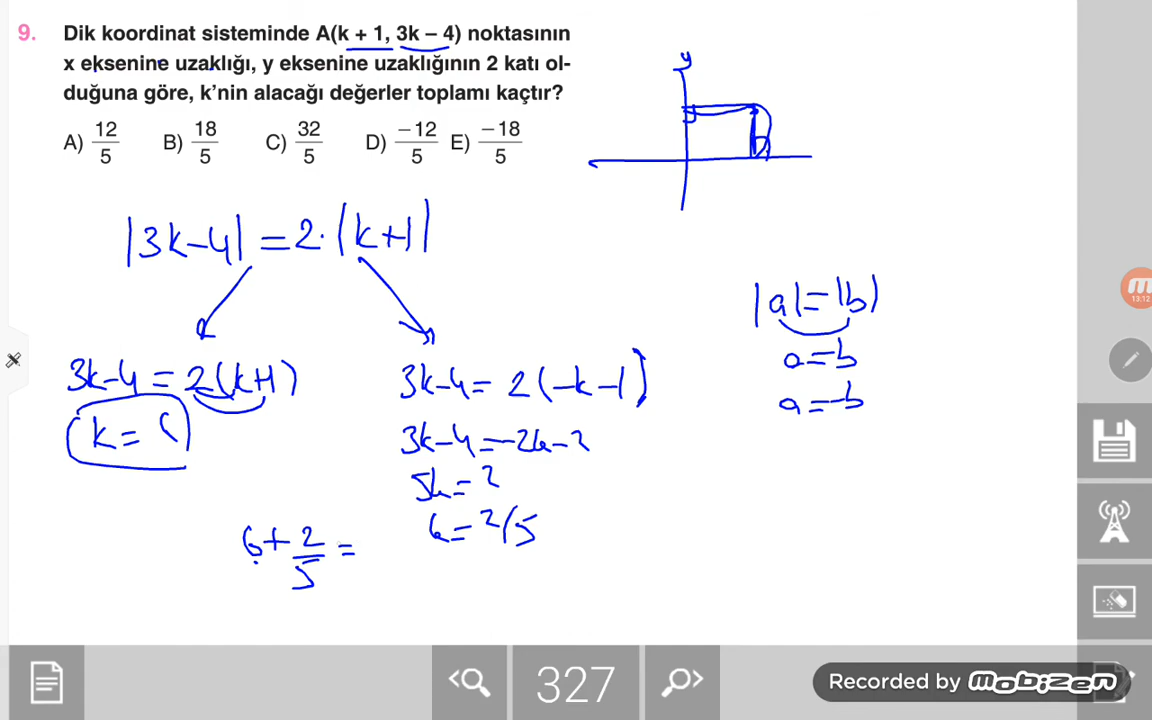 9. Dik koordinat sisteminde A(k + 1, 3k – 4) noktasının
x eksenine uzaklığı, y eksenine uzaklığının 2 katı ol-
duğuna göre, k'nin alacağı değerler toplamı kaçtır?
A) 12/5 B) 18/5 C) 32/5 D) –12/5 E) –18/5
y
|3k-4| = 2·|k+1|
|a|=|b|
a=b
a=-b
3k-4=2(k+1)
k=6
3k-4=2(-k-1)
3k-4=-2k-2
5k=2
k=2/5
6+2/5=
13:12
327
Recorded by mobizen